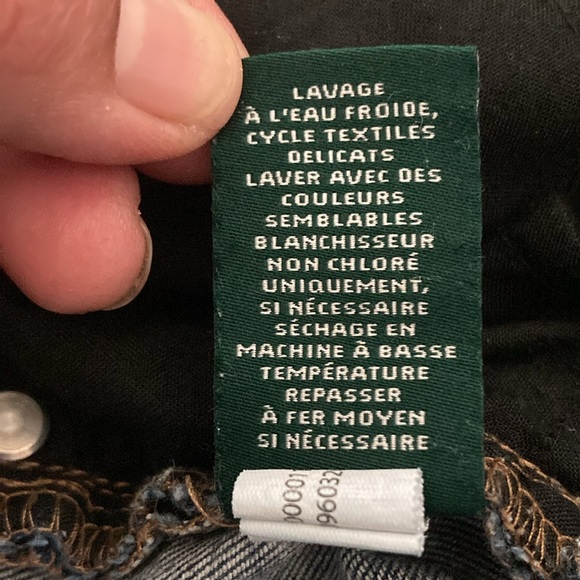 LAVAGE
À L'EAU FROIDE,
CYCLE TEXTILES
DELICATS
LAVER AVEC DES
COULEURS
SEMBLABLES
BLANCHISSEUR
NON CHLORÉ
UNIQUEMENT,
SI NÉCESSAIRE
SÉCHAGE EN
MACHINE À BASSE
TEMPÉRATURE
REPASSER
À FER MOYEN
SI NÉCESSAIRE